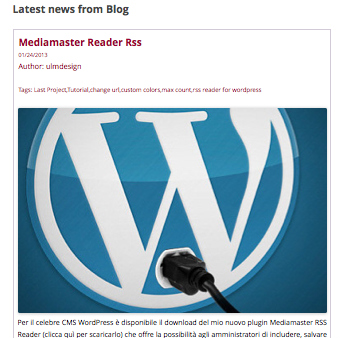 Latest news from Blog
Mediamaster Reader Rss
01/24/2013
Author: ulmdesign
Tags: Last Project,Tutorial,change url,custom colors,max count,rss reader for wordpress
Per il celebre CMS WordPress è disponibile il download del mio nuovo plugin Mediamaster RSS
Reader (clicca quì per scaricarlo) che offre la possibilità agli amministratori di includere, salvare